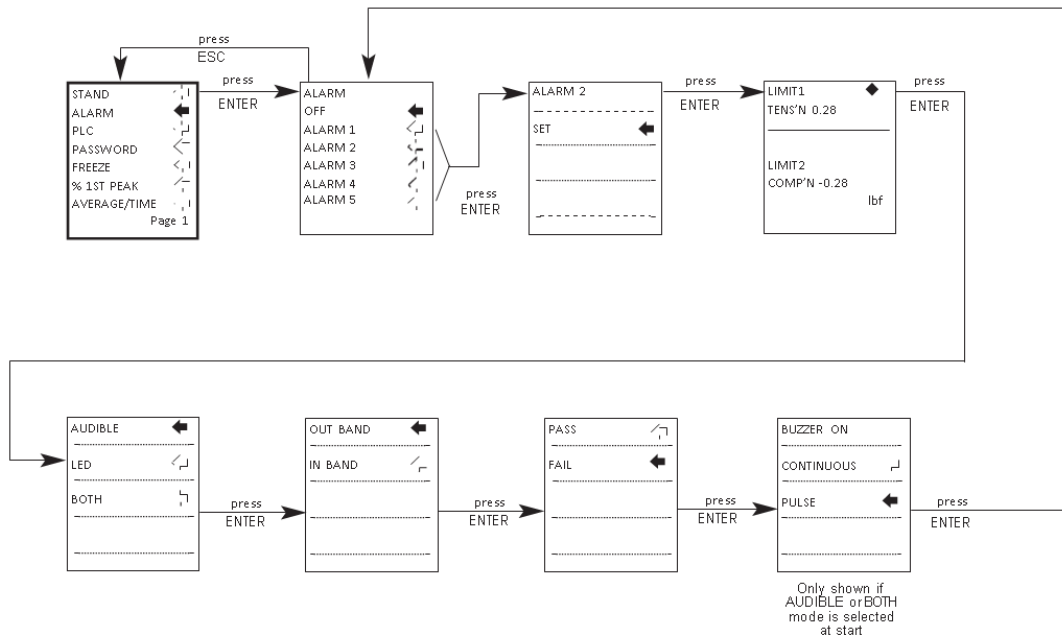 press
ESC
STAND
ALARM
PLC
PASSWORD
FREEZE
% 1ST PEAK
AVERAGE/TIME
Page 1
press
ENTER
ALARM
OFF
ALARM 1
ALARM 2
ALARM 3
ALARM 4
ALARM 5
press
ENTER
ALARM 2
SET
press
ENTER
LIMIT1
TENS'N 0.28
LIMIT2
COMP'N -0.28
lbf
press
ENTER
AUDIBLE
LED
BOTH
press
ENTER
OUT BAND
IN BAND
press
ENTER
PASS
FAIL
press
ENTER
BUZZER ON
CONTINUOUS
PULSE
press
ENTER
Only shown if
AUDIBLE or BOTH
mode is selected
at start